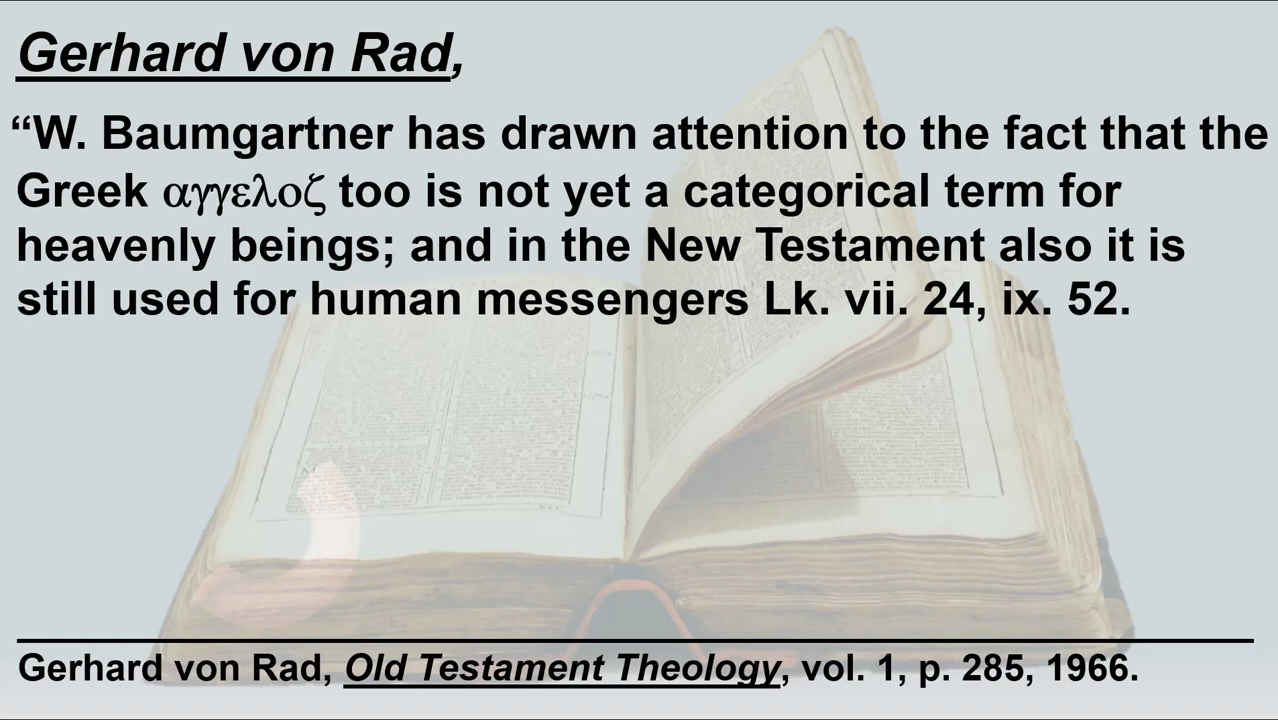 Gerhard von Rad,
“W. Baumgartner has drawn attention to the fact that the
Greek αγγελοζ too is not yet a categorical term for
heavenly beings; and in the New Testament also it is
still used for human messengers Lk. vii. 24, ix. 52.
Gerhard von Rad, Old Testament Theology, vol. 1, p. 285, 1966.